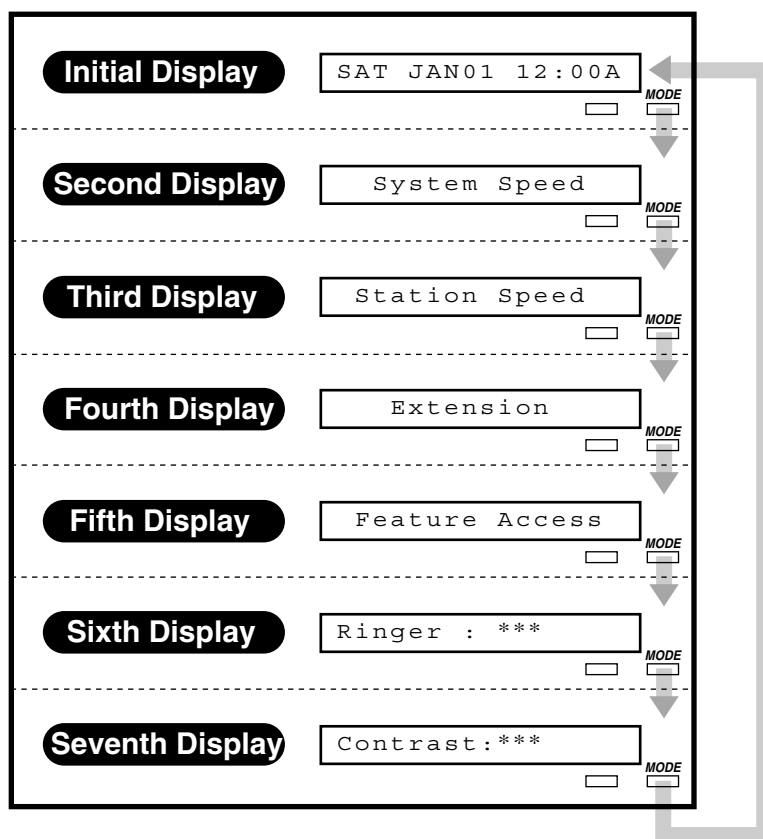 Initial Display SAT JAN01 12:00A
MODE
Second Display System Speed
MODE
Third Display Station Speed
MODE
Fourth Display Extension
MODE
Fifth Display Feature Access
MODE
Sixth Display Ringer : ***
MODE
Seventh Display Contrast:***
MODE